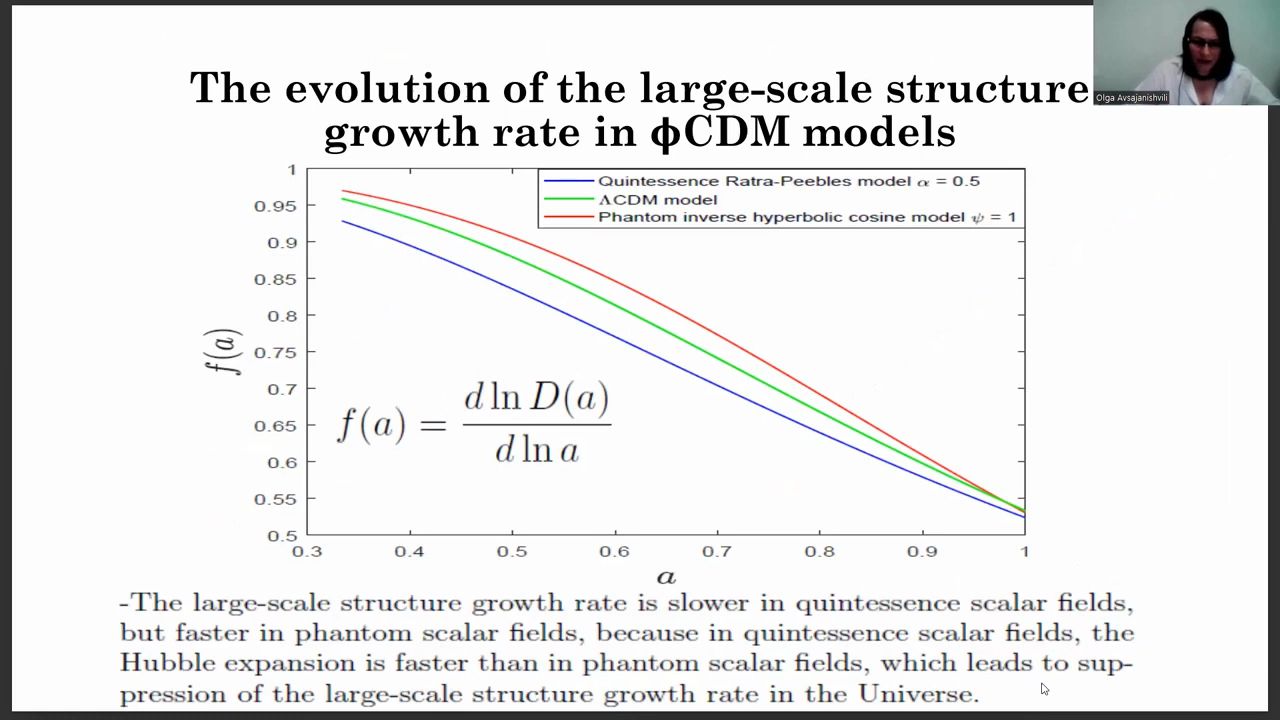 The evolution of the large-scale structure
growth rate in ϕCDM models
Olga Avsajanishvili
Quintessence Ratra-Peebles model α = 0.5
ΛCDM model
Phantom inverse hyperbolic cosine model ψ = 1
1
0.95
0.9
0.85
0.8
0.75
0.7
0.65
0.6
0.55
0.5
f(a)
f(a) = d ln D(a) / d ln a
0.3 0.4 0.5 0.6 0.7 0.8 0.9 1
a
-The large-scale structure growth rate is slower in quintessence scalar fields,
but faster in phantom scalar fields, because in quintessence scalar fields, the
Hubble expansion is faster than in phantom scalar fields, which leads to sup-
pression of the large-scale structure growth rate in the Universe.